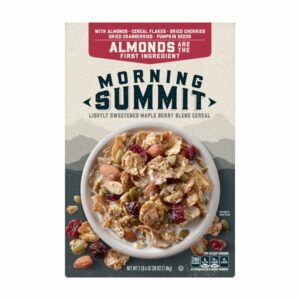 WITH ALMONDS • CEREAL FLAKES • DRIED CHERRIES
DRIED CRANBERRIES • PUMPKIN SEEDS
ALMONDS ARE THE
FIRST INGREDIENT
MORNING
SUMMIT
LIGHTLY SWEETENED MAPLE BERRY BLEND CEREAL